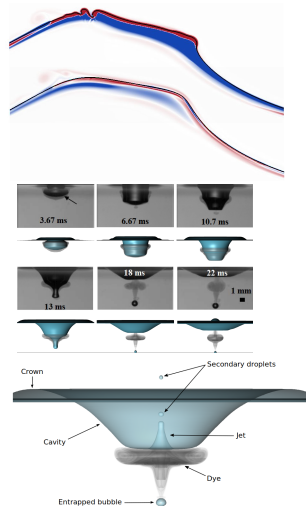 3.67 ms
6.67 ms
10.7 ms
13 ms
18 ms
22 ms
1 mm
Secondary droplets
Crown
Cavity
Jet
Dye
Entrapped bubble